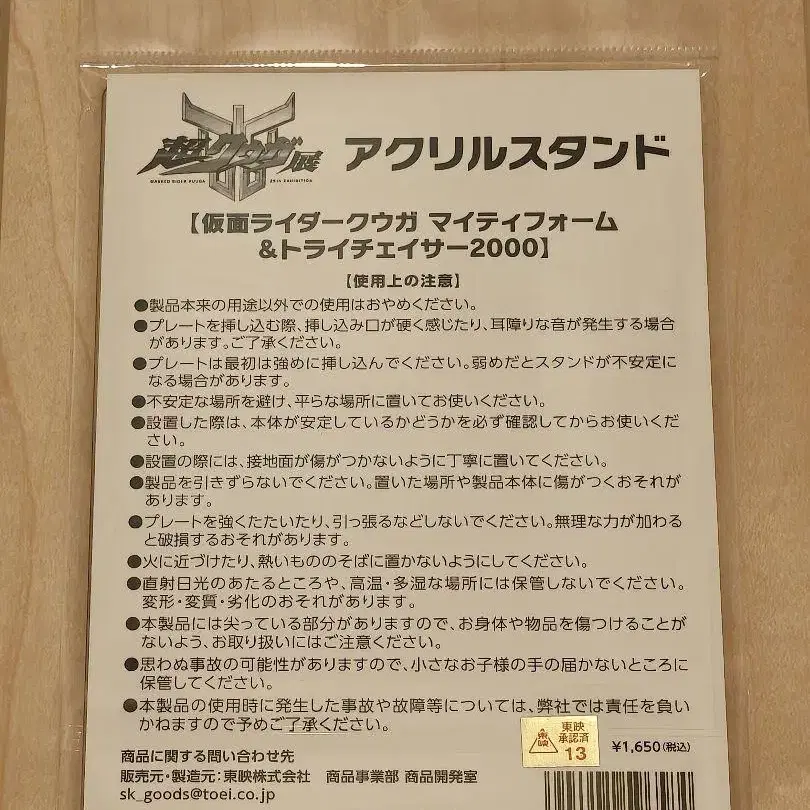 超クウガ展
MASKED RIDER KUUGA 25th EXHIBITION
アクリルスタンド
【仮面ライダークウガ マイティフォーム
&トライチェイサー2000】
【使用上の注意】
●製品本来の用途以外での使用はおやめください。
●プレートを挿し込む際、挿し込み口が硬く感じたり、耳障りな音が発生する場合
があります。ご了承ください。
●プレートは最初は強めに挿し込んでください。弱めだとスタンドが不安定に
なる場合があります。
●不安定な場所を避け、平らな場所に置いてお使いください。
●設置した際は、本体が安定しているかどうかを必ず確認してからお使いくだ
さい。
●設置の際には、接地面が傷がつかないように丁寧に置いてください。
●製品を引きずらないでください。置いた場所や製品本体に傷がつくおそれが
あります。
●プレートを強くたたいたり、引っ張るなどしないでください。無理な力が加わる
と破損するおそれがあります。
●火に近づけたり、熱いもののそばに置かないようにしてください。
●直射日光のあたるところや、高温・多湿な場所には保管しないでください。
変形・変質・劣化のおそれがあります。
●本製品には尖っている部分がありますので、お身体や物品を傷つけることが
ないよう、お取り扱いにはご注意ください。
●思わぬ事故の可能性がありますので、小さなお子様の手の届かないところに
保管してください。
●本製品の使用時に発生した事故や故障等については、弊社では責任を負い
かねますので予めご了承ください。
東映
東映
承認済
13
¥1,650(税込)
商品に関する問い合わせ先
販売元・製造元:東映株式会社 商品事業部 商品開発室
sk_goods@toei.co.jp